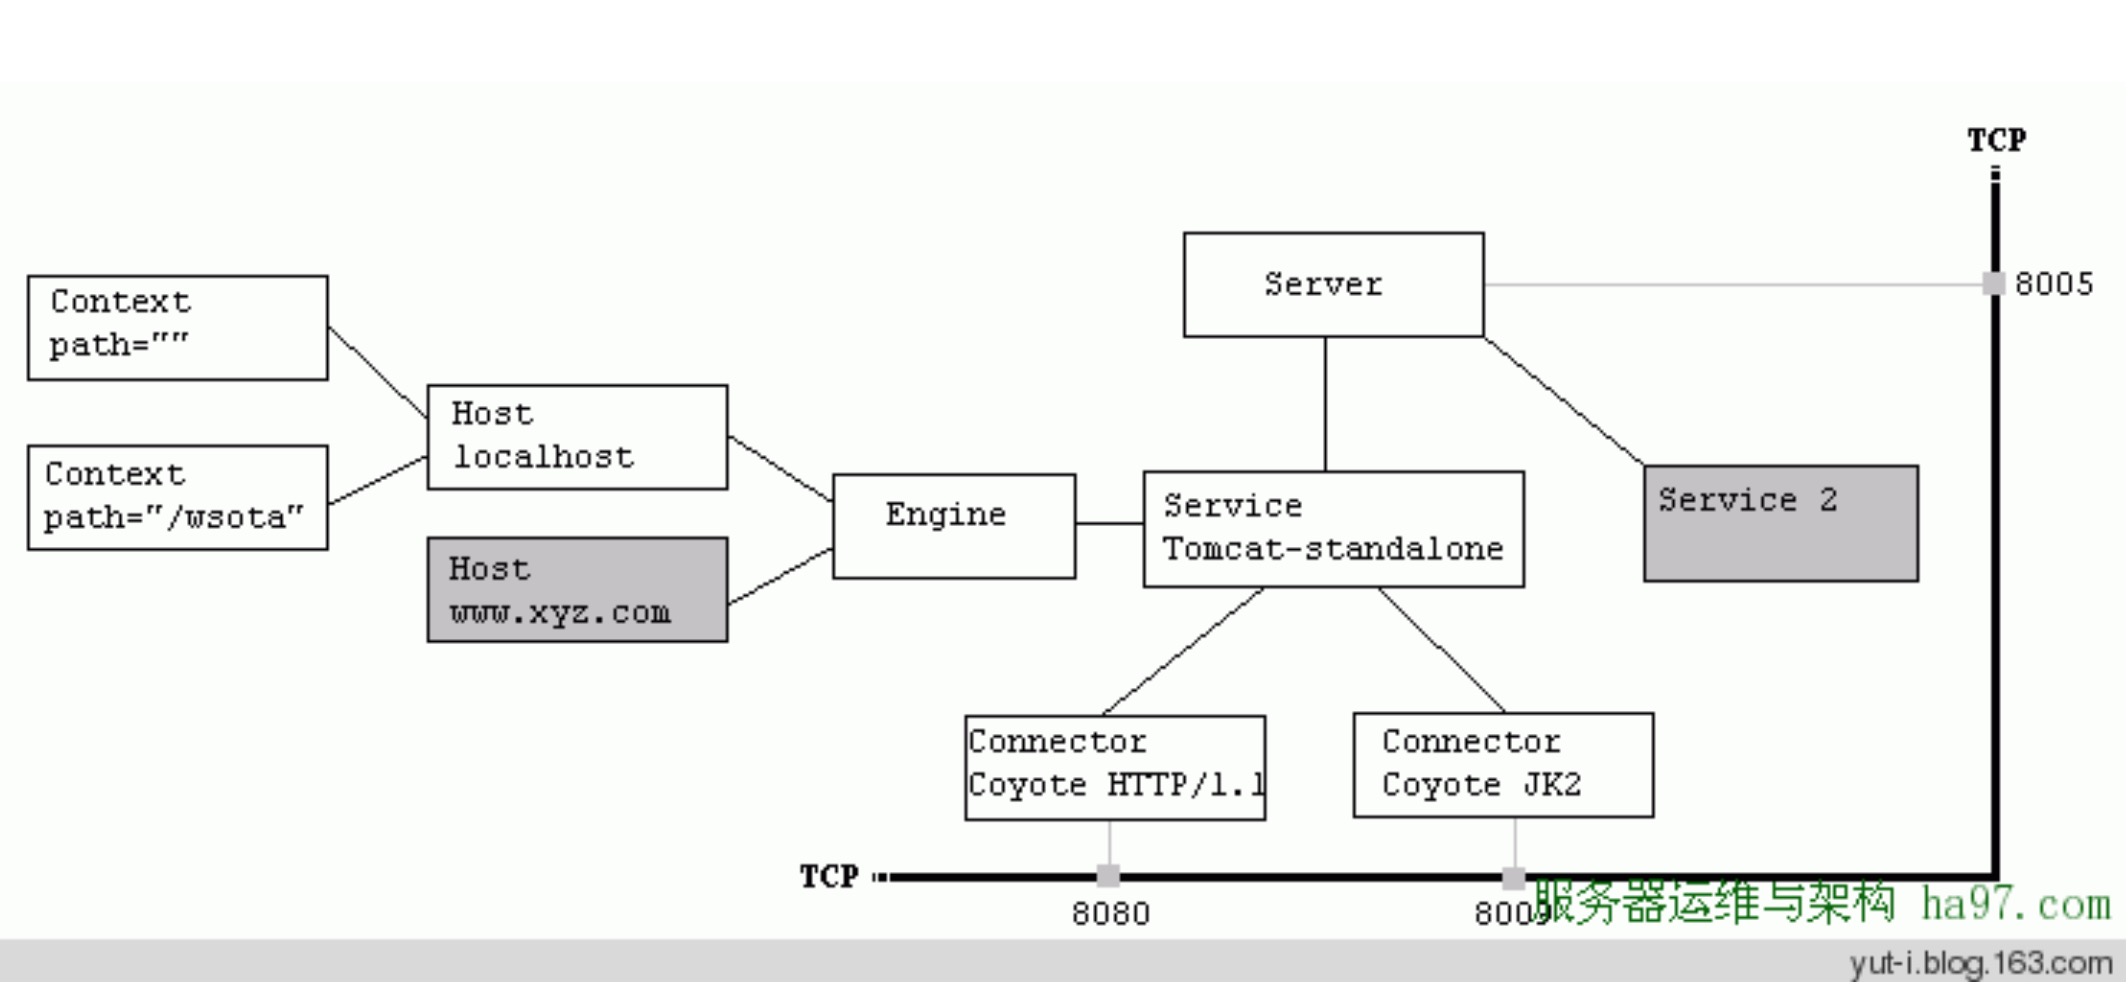 TCP
Server
8005
Context
path=""
Host
localhost
Context
path="/wsota"
Engine
Service
Tomcat-standalone
Service 2
Host
www.xyz.com
Connector
Coyote HTTP/1.1
Connector
Coyote JK2
TCP
8080
8009
服务器运维与架构 ha97.com
yut-i.blog.163.com